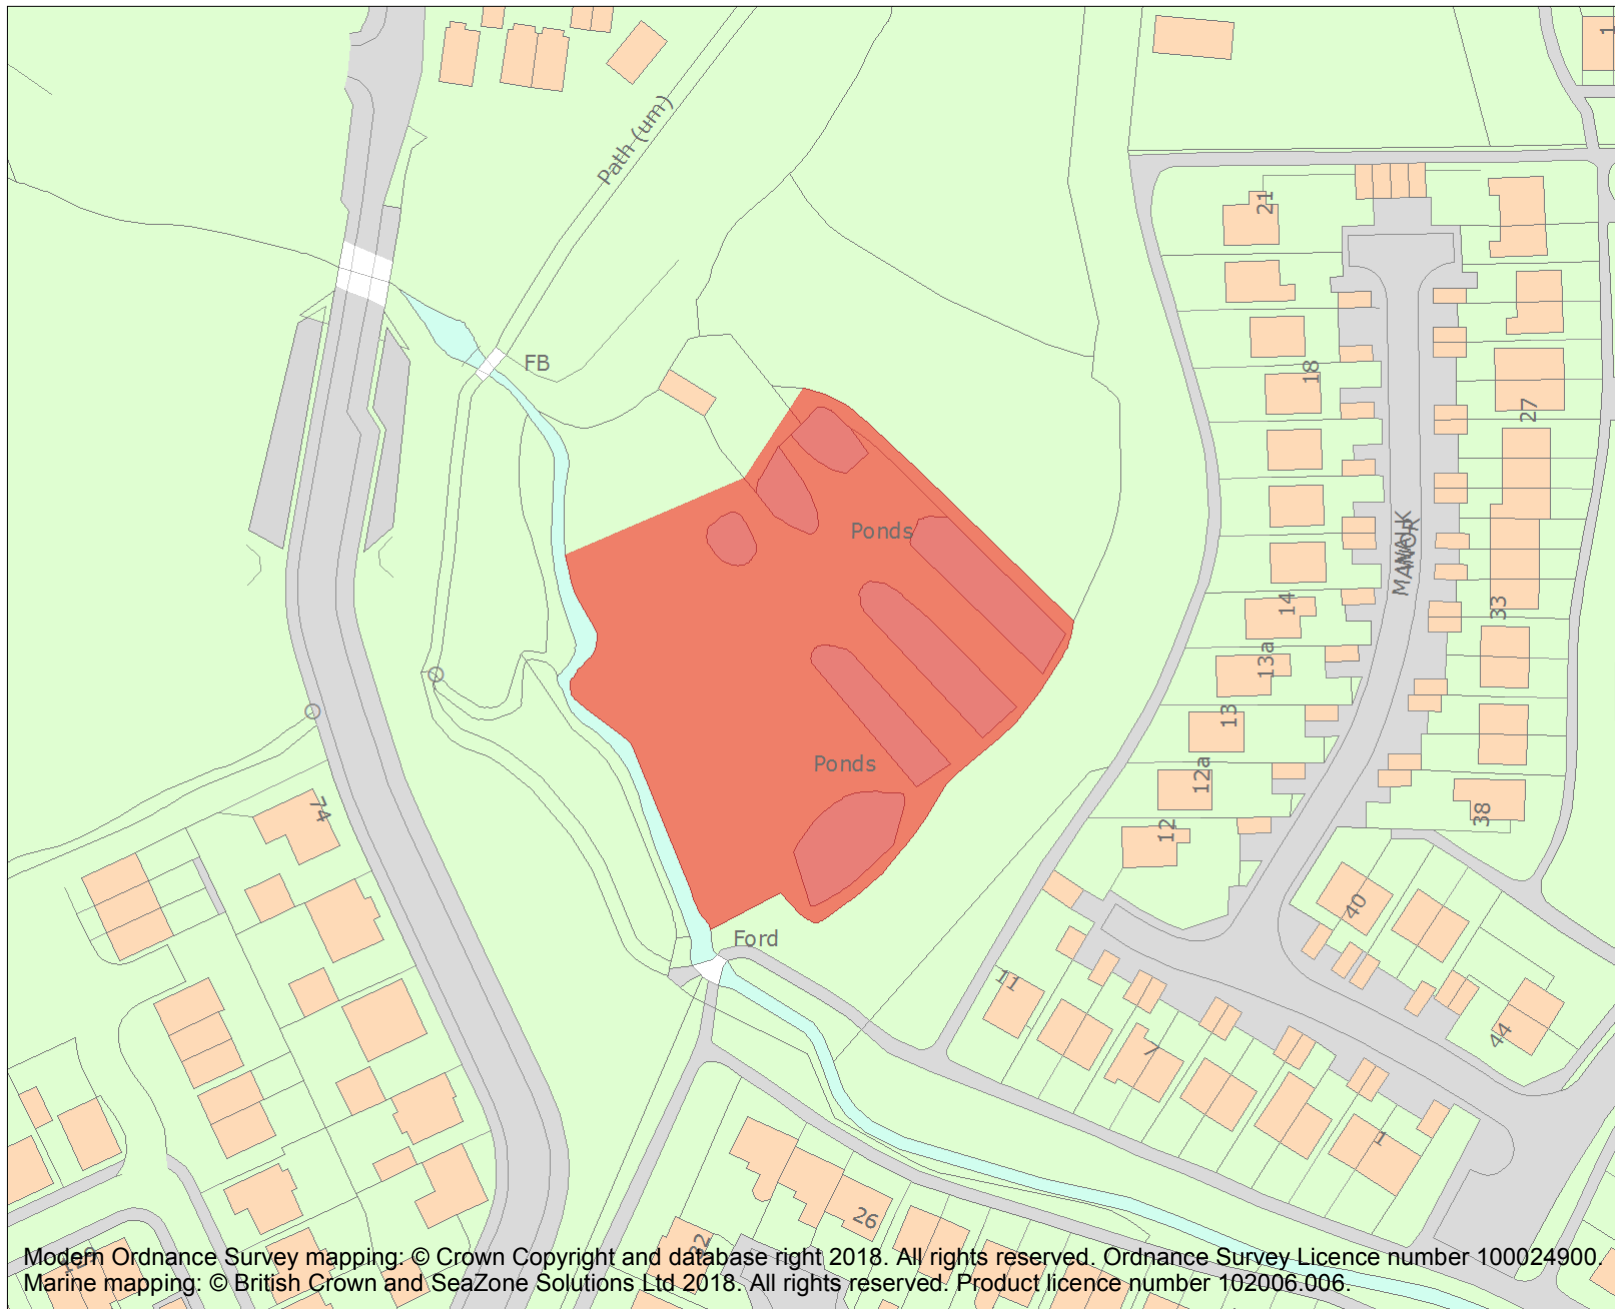 1
Path (um)
21
FB
18
27
Ponds
MANOR
WALK
14
33
13a
74
13
Ponds
12a
38
12
40
Ford
11
44
7
1
26
32
Modern Ordnance Survey mapping: © Crown Copyright and database right 2018. All rights reserved. Ordnance Survey Licence number 100024900.
Marine mapping: © British Crown and SeaZone Solutions Ltd 2018. All rights reserved. Product licence number 102006.006.